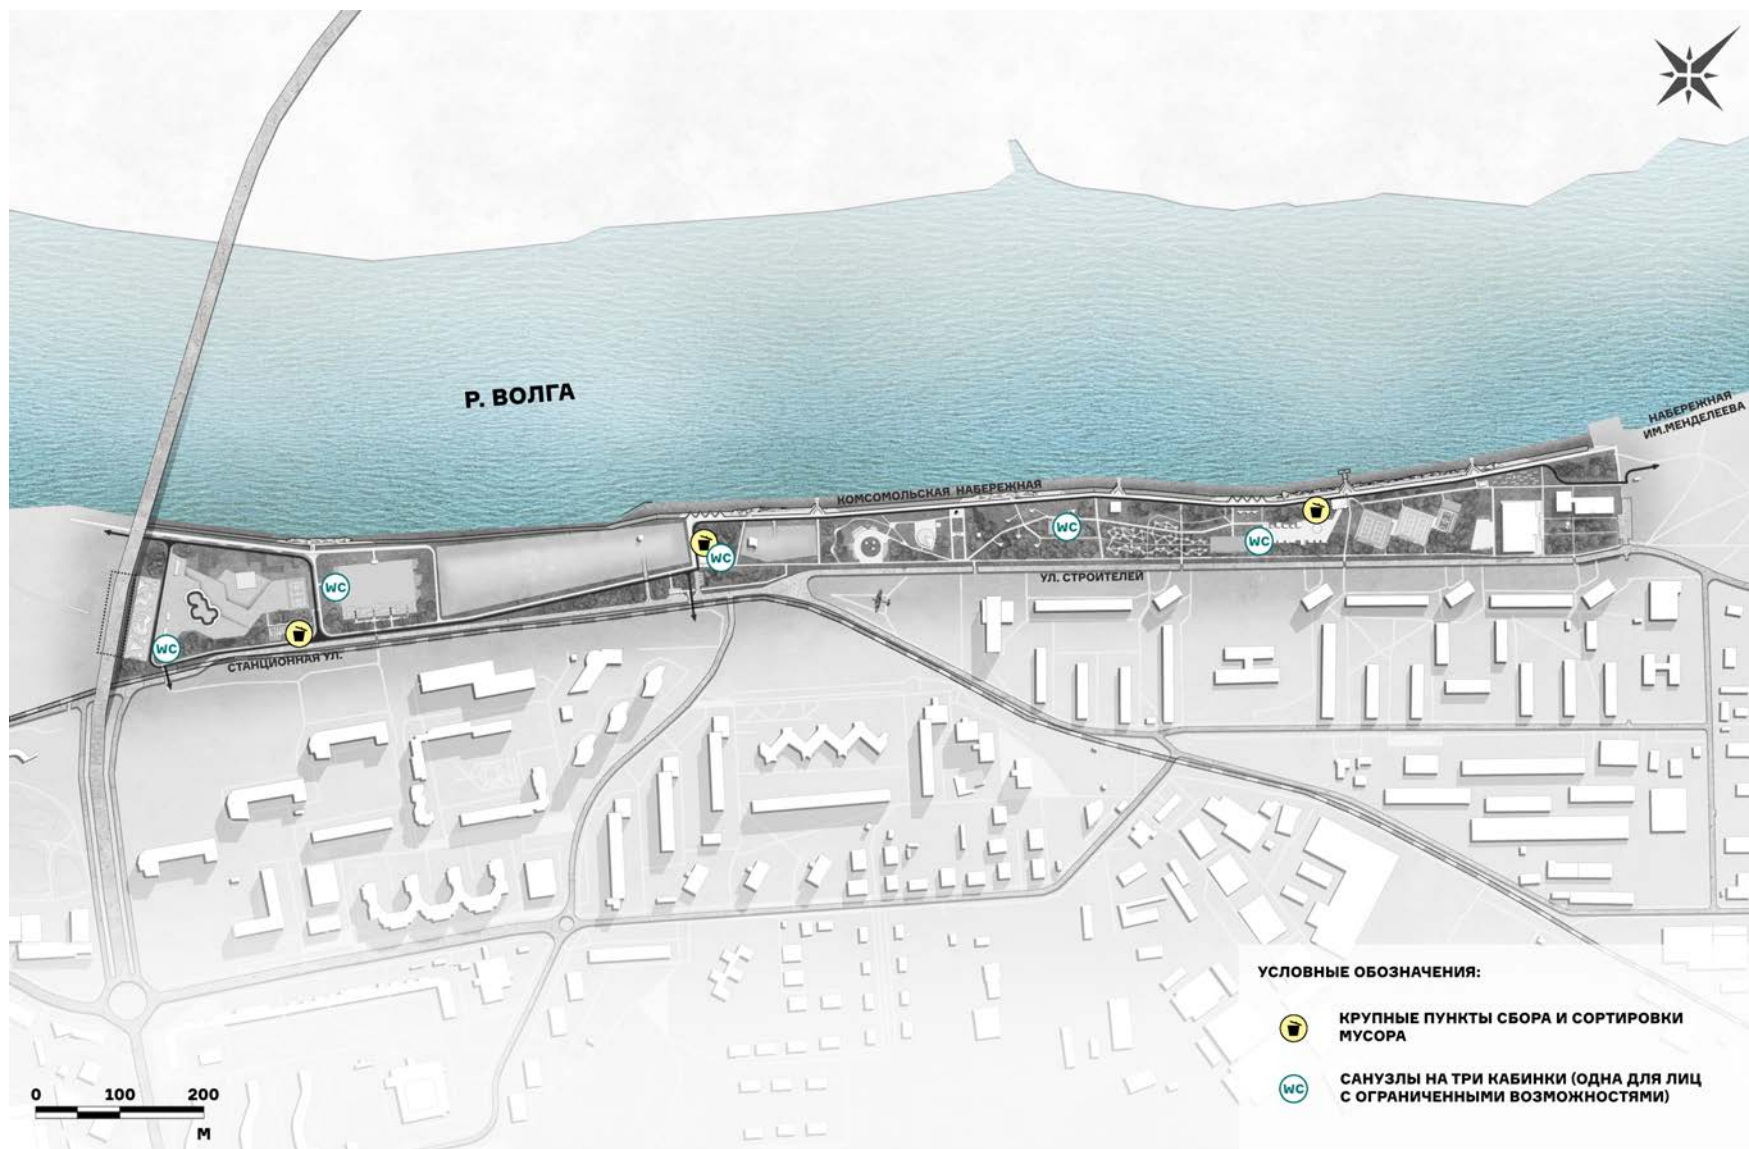 Р. ВОЛГА
НАБЕРЕЖНАЯ
ИМ.МЕНДЕЛЕЕВА
КОМСОМОЛЬСКАЯ НАБЕРЕЖНАЯ
WC
WC
WC
WC
УЛ. СТРОИТЕЛЕЙ
WC
СТАНЦИОННАЯ УЛ.
УСЛОВНЫЕ ОБОЗНАЧЕНИЯ:
КРУПНЫЕ ПУНКТЫ СБОРА И СОРТИРОВКИ
МУСОРА
WC
САНУЗЛЫ НА ТРИ КАБИНКИ (ОДНА ДЛЯ ЛИЦ
С ОГРАНИЧЕННЫМИ ВОЗМОЖНОСТЯМИ)
0 100 200
М